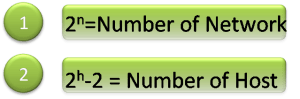 1 2ⁿ=Number of Network
2 2ʰ-2 = Number of Host